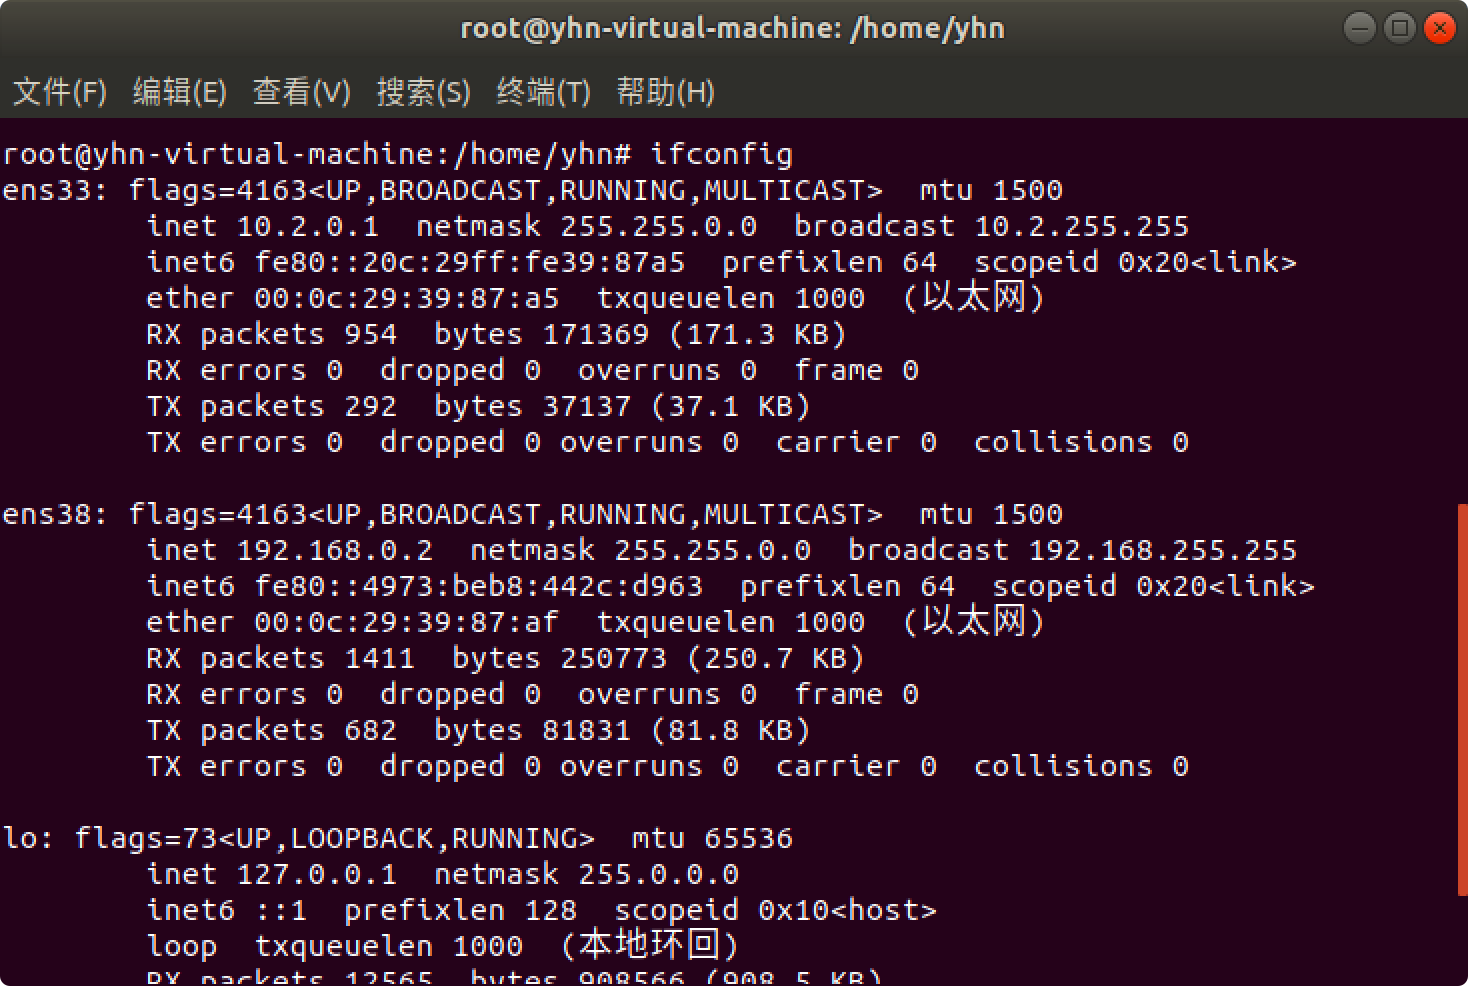 root@yhn-virtual-machine: /home/yhn
文件(F) 编辑(E) 查看(V) 搜索(S) 终端(T) 帮助(H)
root@yhn-virtual-machine:/home/yhn# ifconfig
ens33: flags=4163<UP,BROADCAST,RUNNING,MULTICAST>  mtu 1500
        inet 10.2.0.1  netmask 255.255.0.0  broadcast 10.2.255.255
        inet6 fe80::20c:29ff:fe39:87a5  prefixlen 64  scopeid 0x20<link>
        ether 00:0c:29:39:87:a5  txqueuelen 1000  (以太网)
        RX packets 954  bytes 171369 (171.3 KB)
        RX errors 0  dropped 0  overruns 0  frame 0
        TX packets 292  bytes 37137 (37.1 KB)
        TX errors 0  dropped 0 overruns 0  carrier 0  collisions 0
ens38: flags=4163<UP,BROADCAST,RUNNING,MULTICAST>  mtu 1500
        inet 192.168.0.2  netmask 255.255.0.0  broadcast 192.168.255.255
        inet6 fe80::4973:beb8:442c:d963  prefixlen 64  scopeid 0x20<link>
        ether 00:0c:29:39:87:af  txqueuelen 1000  (以太网)
        RX packets 1411  bytes 250773 (250.7 KB)
        RX errors 0  dropped 0  overruns 0  frame 0
        TX packets 682  bytes 81831 (81.8 KB)
        TX errors 0  dropped 0 overruns 0  carrier 0  collisions 0
lo: flags=73<UP,LOOPBACK,RUNNING>  mtu 65536
        inet 127.0.0.1  netmask 255.0.0.0
        inet6 ::1  prefixlen 128  scopeid 0x10<host>
        loop  txqueuelen 1000  (本地环回)
        RX packets 12565  bytes 908566 (908.5 KB)